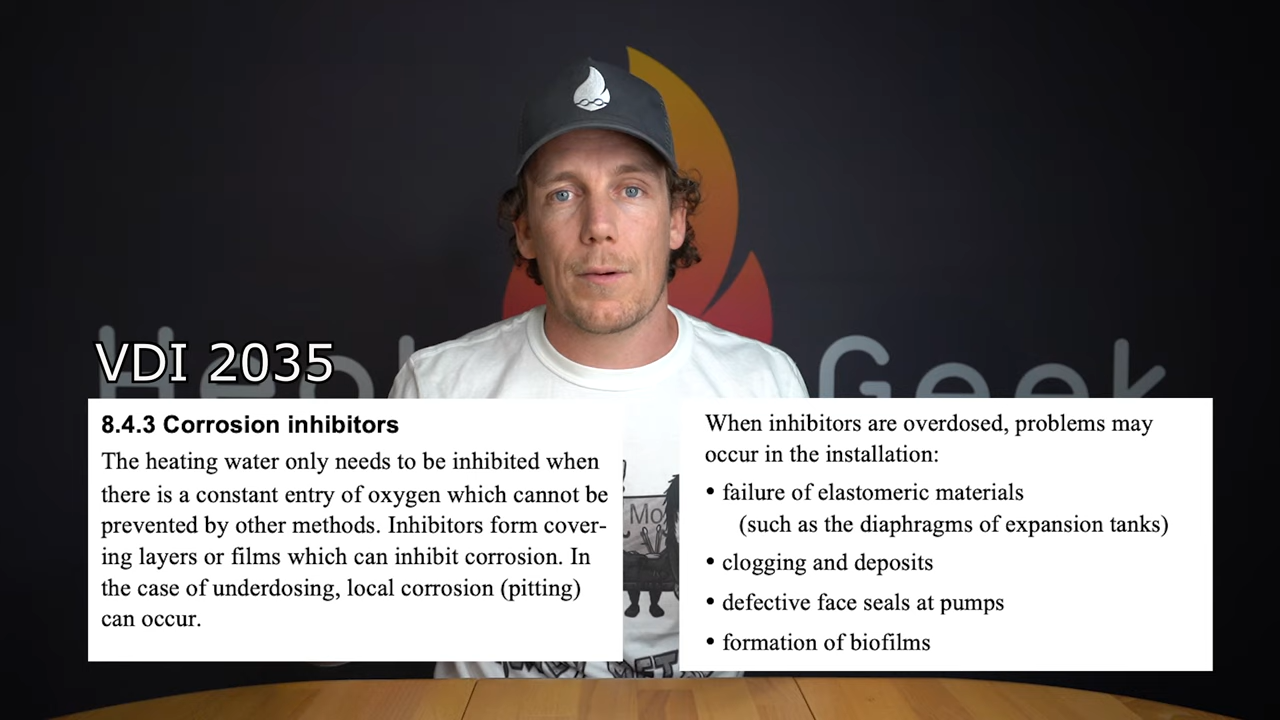 Heat Geek
VDI 2035
8.4.3 Corrosion inhibitors
The heating water only needs to be inhibited when
there is a constant entry of oxygen which cannot be
prevented by other methods. Inhibitors form cover-
ing layers or films which can inhibit corrosion. In
the case of underdosing, local corrosion (pitting)
can occur.
When inhibitors are overdosed, problems may
occur in the installation:
• failure of elastomeric materials
(such as the diaphragms of expansion tanks)
• clogging and deposits
• defective face seals at pumps
• formation of biofilms
Mo